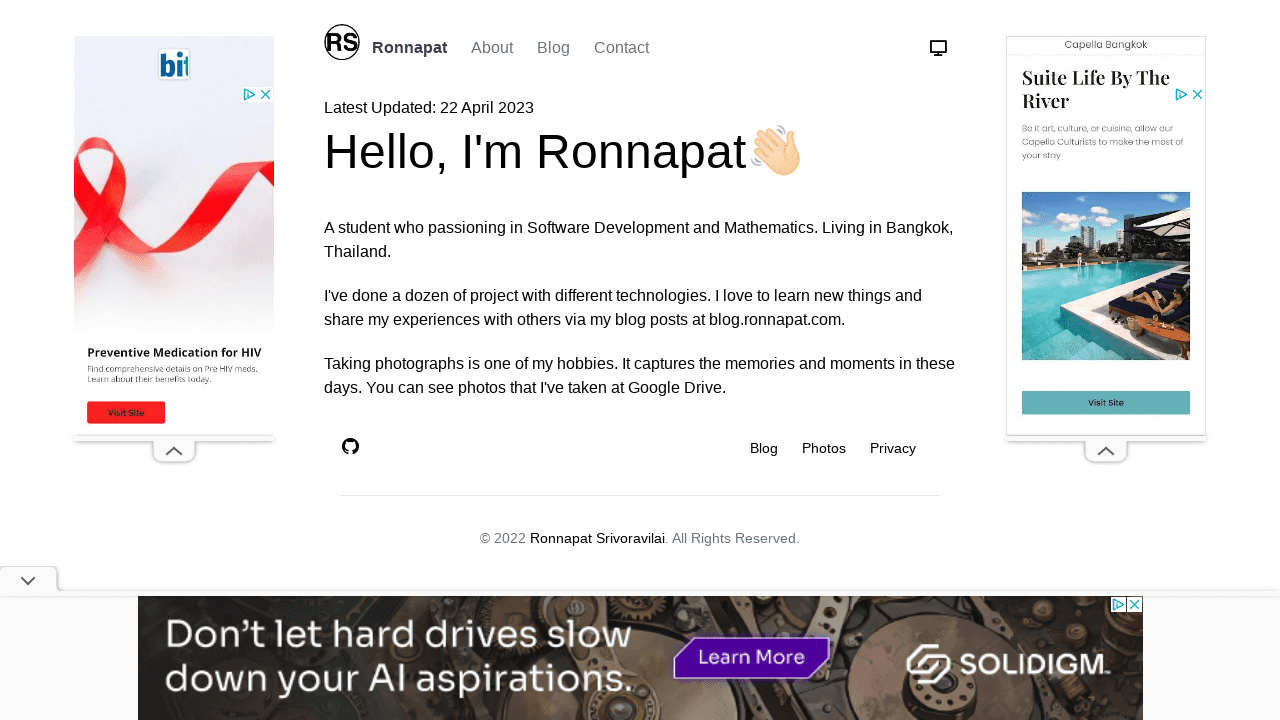 RS
Ronnapat
About
Blog
Contact
Latest Updated: 22 April 2023
Hello, I'm Ronnapat👋🏻
A student who passioning in Software Development and Mathematics. Living in Bangkok,
Thailand.
I've done a dozen of project with different technologies. I love to learn new things and
share my experiences with others via my blog posts at blog.ronnapat.com.
Taking photographs is one of my hobbies. It captures the memories and moments in these
days. You can see photos that I've taken at Google Drive.
Blog
Photos
Privacy
© 2022 Ronnapat Srivoravilai. All Rights Reserved.
bit
Preventive Medication for HIV
Find comprehensive details on Pre HIV meds.
Learn about their benefits today.
Visit Site
Capella Bangkok
Suite Life By The
River
Be it art, culture, or cuisine, allow our
Capella Culturists to make the most of
your stay
Visit Site
Don't let hard drives slow
down your AI aspirations.
Learn More
SOLIDIGM